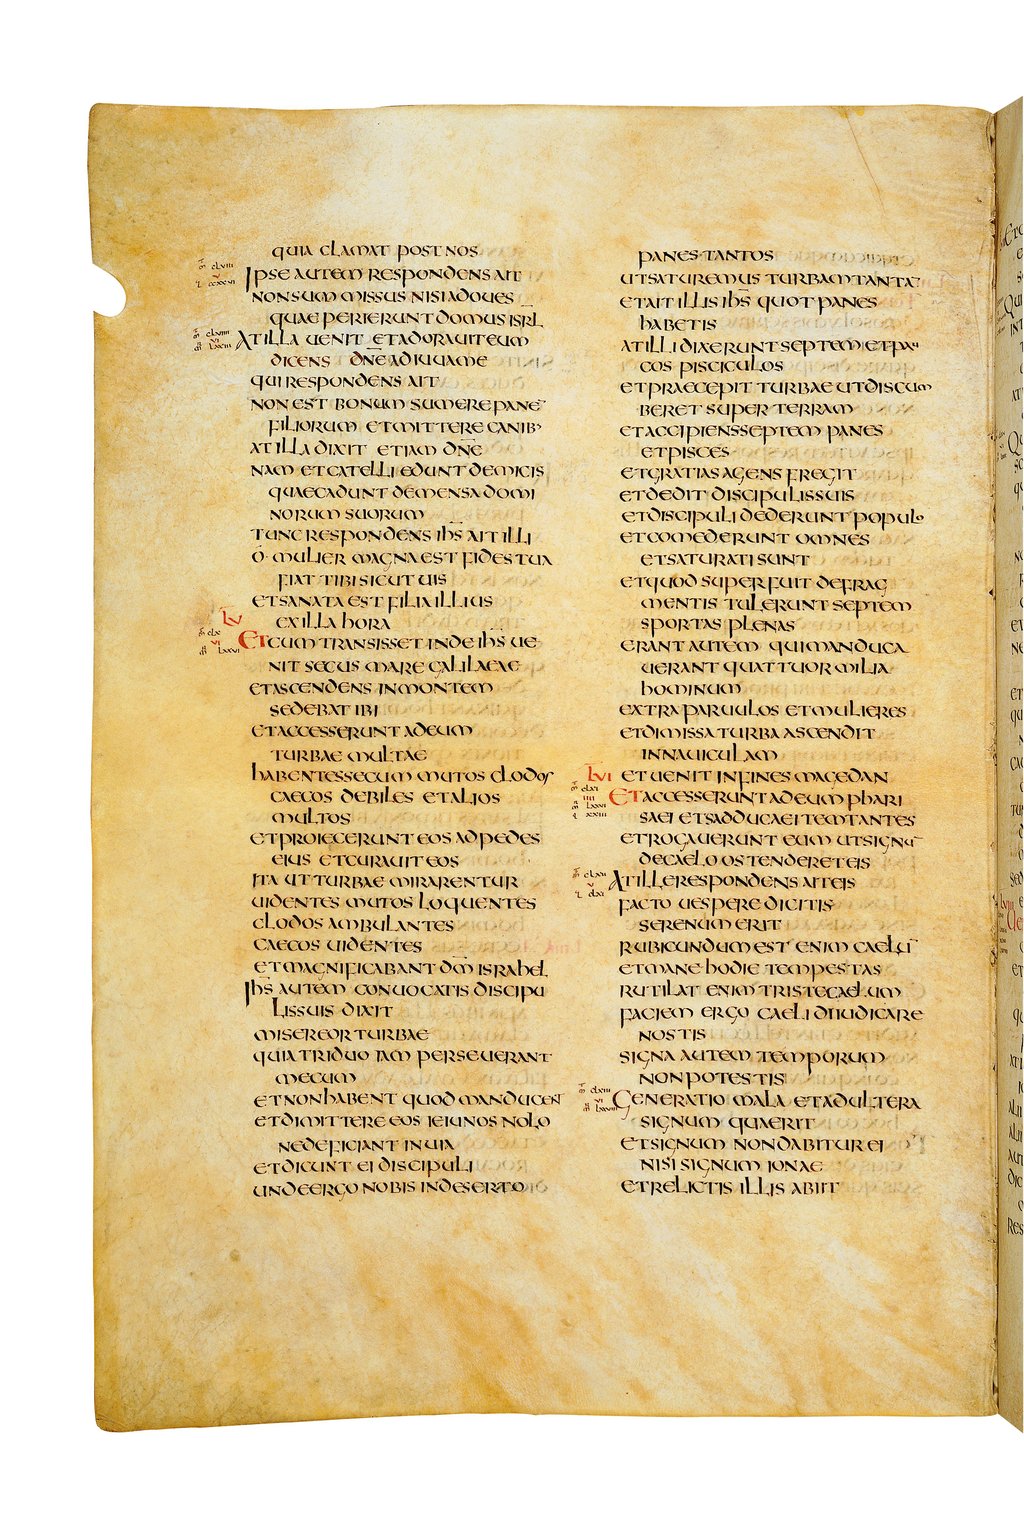 quia clamat post nos
Ipse autem respondens ait
non sum missus nisi ad oues
quae perierunt domus isrl
At illa uenit et adorauit eum
dicens dne adiuua me
qui respondens ait
non est bonum sumere pane
filiorum et mittere canib
at illa dixit etiam dne
nam et catelli edunt de micis
quae cadunt de mensa domi
norum suorum
tunc respondens ihs ait illi
o mulier magna est fides tua
fiat tibi sicut uis
et sanata est filia illius
LV ex illa hora
Et cum transisset inde ihs ue
nit secus mare galilaeae
et ascendens in montem
sedebat ibi
et accesserunt ad eum
turbae multae
habentes secum mutos clodos
caecos debiles et alios
multos
et proiecerunt eos ad pedes
eius et curauit eos
ita ut turbae mirarentur
uidentes mutos loquentes
clodos ambulantes
caecos uidentes
et magnificabant dm israhel
Ihs autem conuocatis discipu
lis suis dixit
misereor turbae
quia triduo iam perseuerant
mecum
et non habent quod manducent
et dimittere eos ieiunos nolo
ne deficiant in uia
et dicunt ei discipuli
unde ergo nobis in deserto
panes tantos
ut saturemus turbam tanta
et ait illis ihs quot panes
habetis
at illi dixerunt septem et pau
cos pisciculos
et praecepit turbae ut discum
beret super terram
et accipiens septem panes
et pisces
et gratias agens fregit
et dedit discipulis suis
et discipuli dederunt populo
et comederunt omnes
et saturati sunt
et quod superfuit de frag
mentis tulerunt septem
sportas plenas
erant autem qui manduca
uerant quattuor milia
hominum
extra paruulos et mulieres
et dimissa turba ascendit
in nauiculam
LVI et uenit in fines magedan
Et accesserunt ad eum phari
saei et sadducaei temtantes
et rogauerunt eum ut signu
de caelo ostenderet eis
At ille respondens ait eis
facto uespere dicitis
serenum erit
rubicundum est enim caelu
et mane hodie tempestas
rutilat enim triste caelum
faciem ergo caeli diiudicare
nostis
signa autem temporum
non potestis
Generatio mala et adultera
signum quaerit
et signum non dabitur ei
nisi signum ionae
et relictis illis abiit